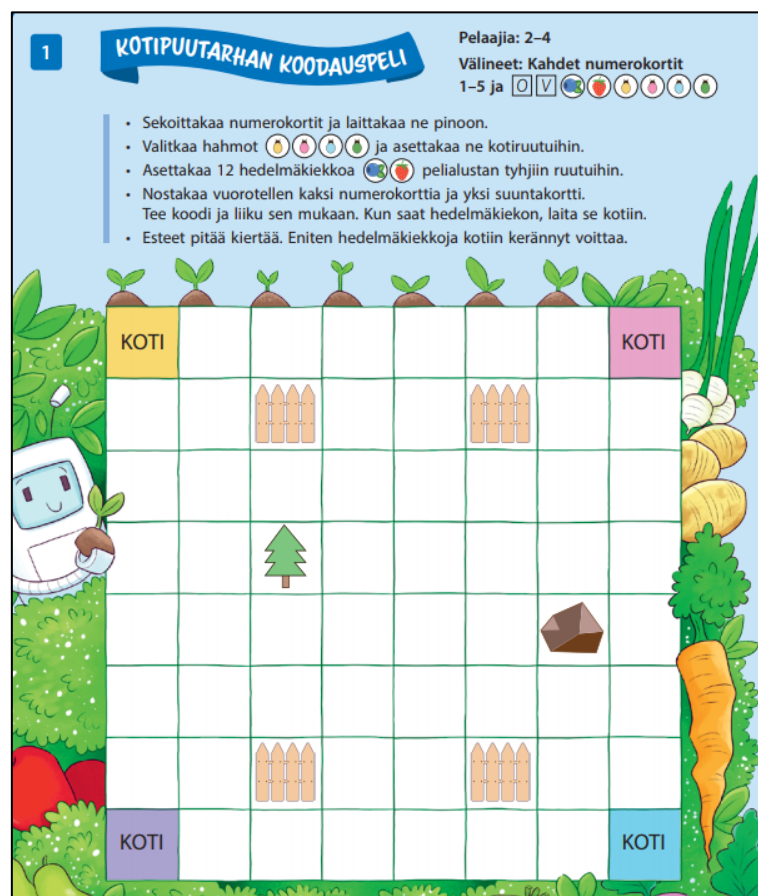 1
KOTIPUUTARHAN KOODAUSPELI
Pelaajia: 2–4
Välineet: Kahdet numerokortit
1–5 ja O V
• Sekoittakaa numerokortit ja laittakaa ne pinoon.
• Valitkaa hahmot ja asettakaa ne kotiruutuihin.
• Asettakaa 12 hedelmäkiekkoa pelialustan tyhjiin ruutuihin.
• Nostakaa vuorotellen kaksi numerokorttia ja yksi suuntakortti.
Tee koodi ja liiku sen mukaan. Kun saat hedelmäkiekon, laita se kotiin.
• Esteet pitää kiertää. Eniten hedelmäkiekkoja kotiin kerännyt voittaa.
KOTI KOTI
KOTI KOTI